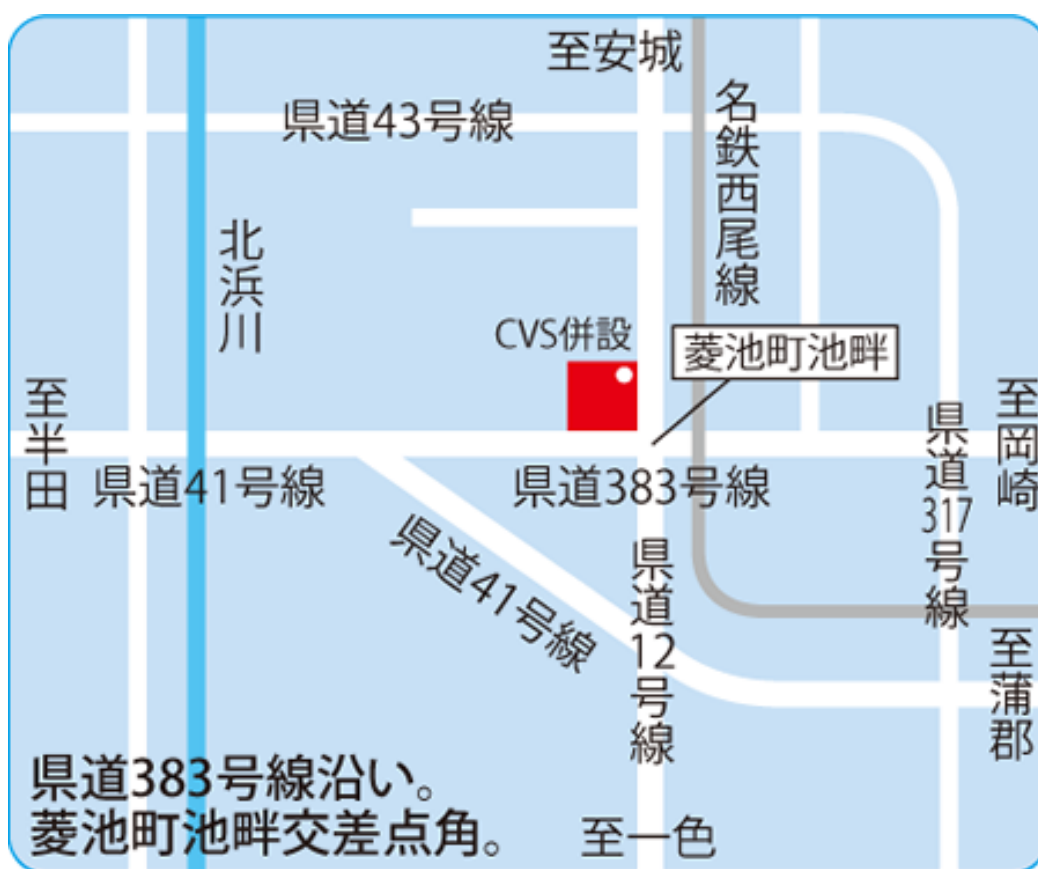 至安城
県道43号線
名鉄西尾線
北浜川
CVS併設
菱池町池畔
至半田
至岡崎
県道41号線
県道383号線
県道317号線
県道41号線
県道12号線
至蒲郡
県道383号線沿い。
菱池町池畔交差点角。
至一色